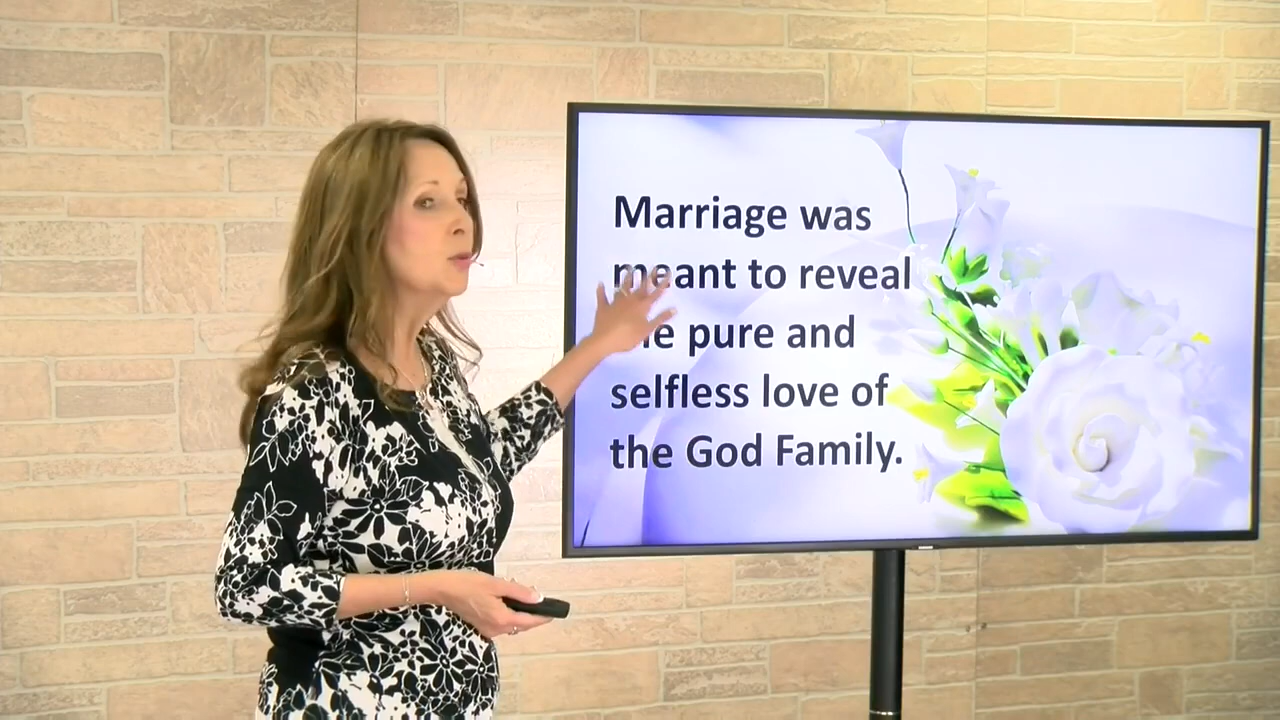 Marriage was
meant to reveal
pure and
selfless love of
the God Family.